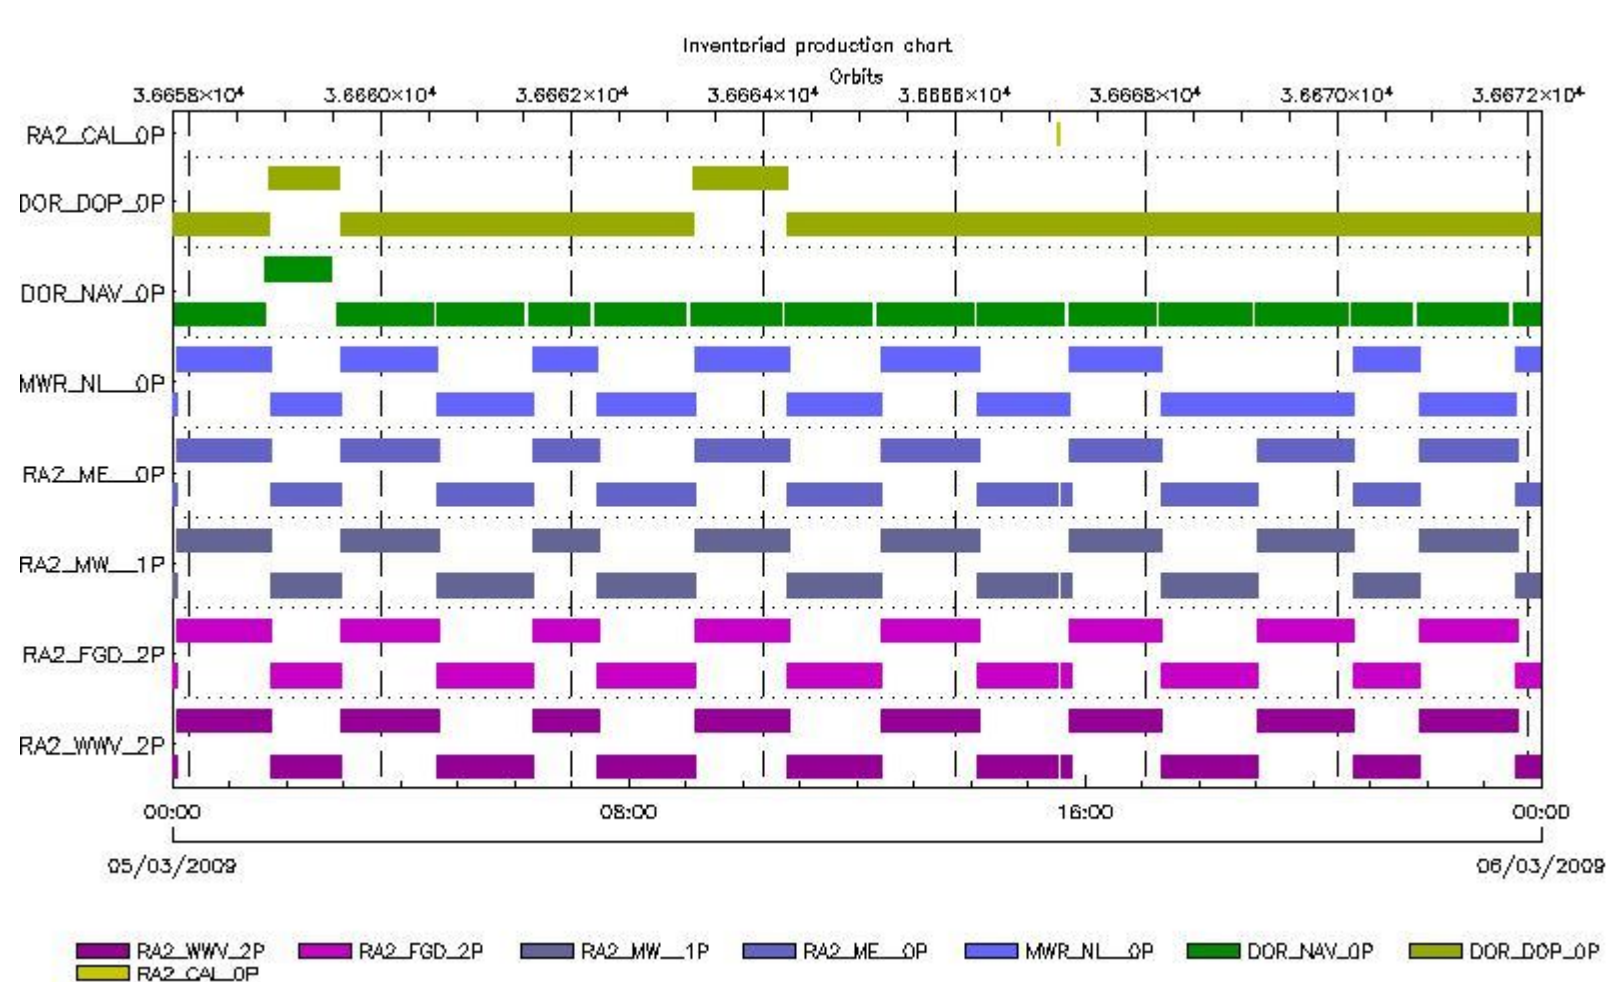 Inventoried production chart
Orbits
3.6658×10⁴ 3.6660×10⁴ 3.6662×10⁴ 3.6664×10⁴ 3.6666×10⁴ 3.6668×10⁴ 3.6670×10⁴ 3.6672×10⁴
RA2_CAL__0P
DOR_DOP_0P
DOR_NAV_0P
MWR_NL__0P
RA2_ME__0P
RA2_MW__1P
RA2_FGD_2P
RA2_WWV_2P
00:00 08:00 16:00 00:00
05/03/2009 06/03/2009
RA2_WWV_2P RA2_FGD_2P RA2_MW__1P RA2_ME__0P MWR_NL__0P DOR_NAV_0P DOR_DOP_0P
RA2_CAL__0P